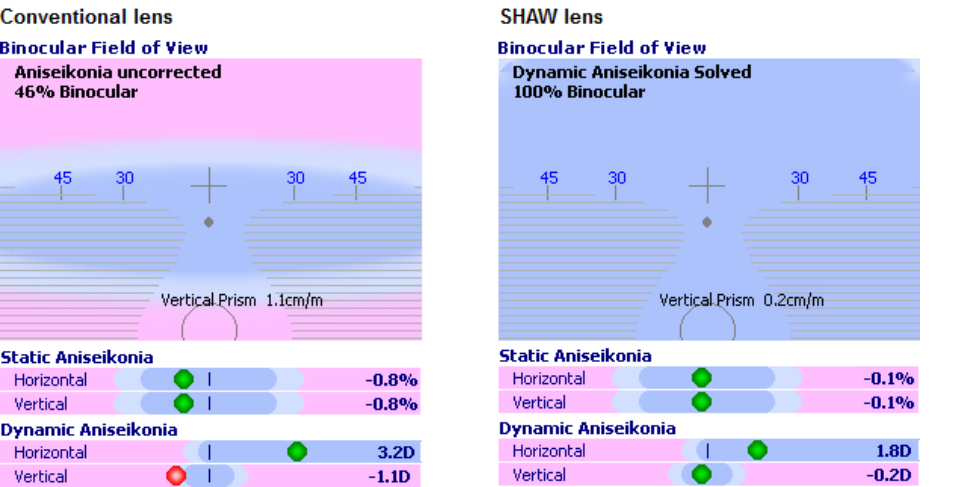 Conventional lens
Binocular Field of View
Aniseikonia uncorrected
46% Binocular
45 30 30 45
Vertical Prism 1.1cm/m
Static Aniseikonia
Horizontal -0.8%
Vertical -0.8%
Dynamic Aniseikonia
Horizontal 3.2D
Vertical -1.1D
SHAW lens
Binocular Field of View
Dynamic Aniseikonia Solved
100% Binocular
45 30 30 45
Vertical Prism 0.2cm/m
Static Aniseikonia
Horizontal -0.1%
Vertical -0.1%
Dynamic Aniseikonia
Horizontal 1.8D
Vertical -0.2D